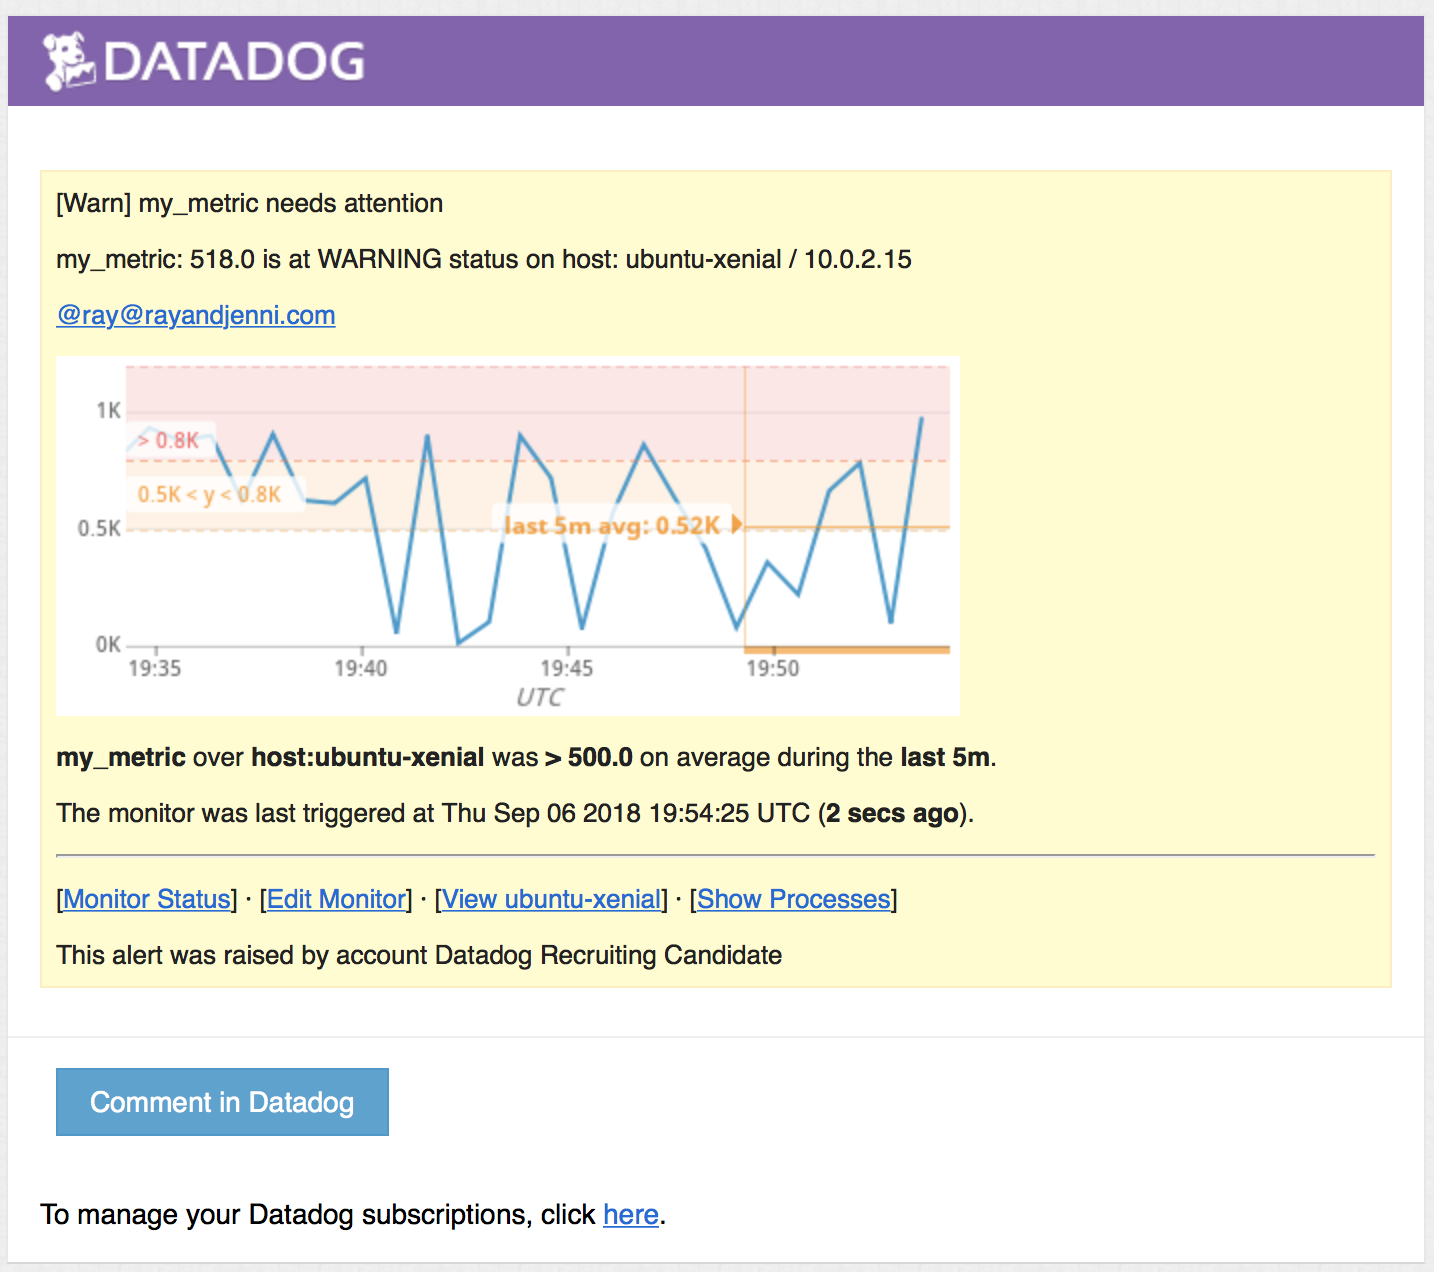 DATADOG
[Warn] my_metric needs attention
my_metric: 518.0 is at WARNING status on host: ubuntu-xenial / 10.0.2.15
@ray@rayandjenni.com
1K
> 0.8K
0.5K < y < 0.8K
0.5K
last 5m avg: 0.52K
0K
19:35 19:40 19:45 19:50
UTC
my_metric over host:ubuntu-xenial was > 500.0 on average during the last 5m.
The monitor was last triggered at Thu Sep 06 2018 19:54:25 UTC (2 secs ago).
[Monitor Status] · [Edit Monitor] · [View ubuntu-xenial] · [Show Processes]
This alert was raised by account Datadog Recruiting Candidate
Comment in Datadog
To manage your Datadog subscriptions, click here.